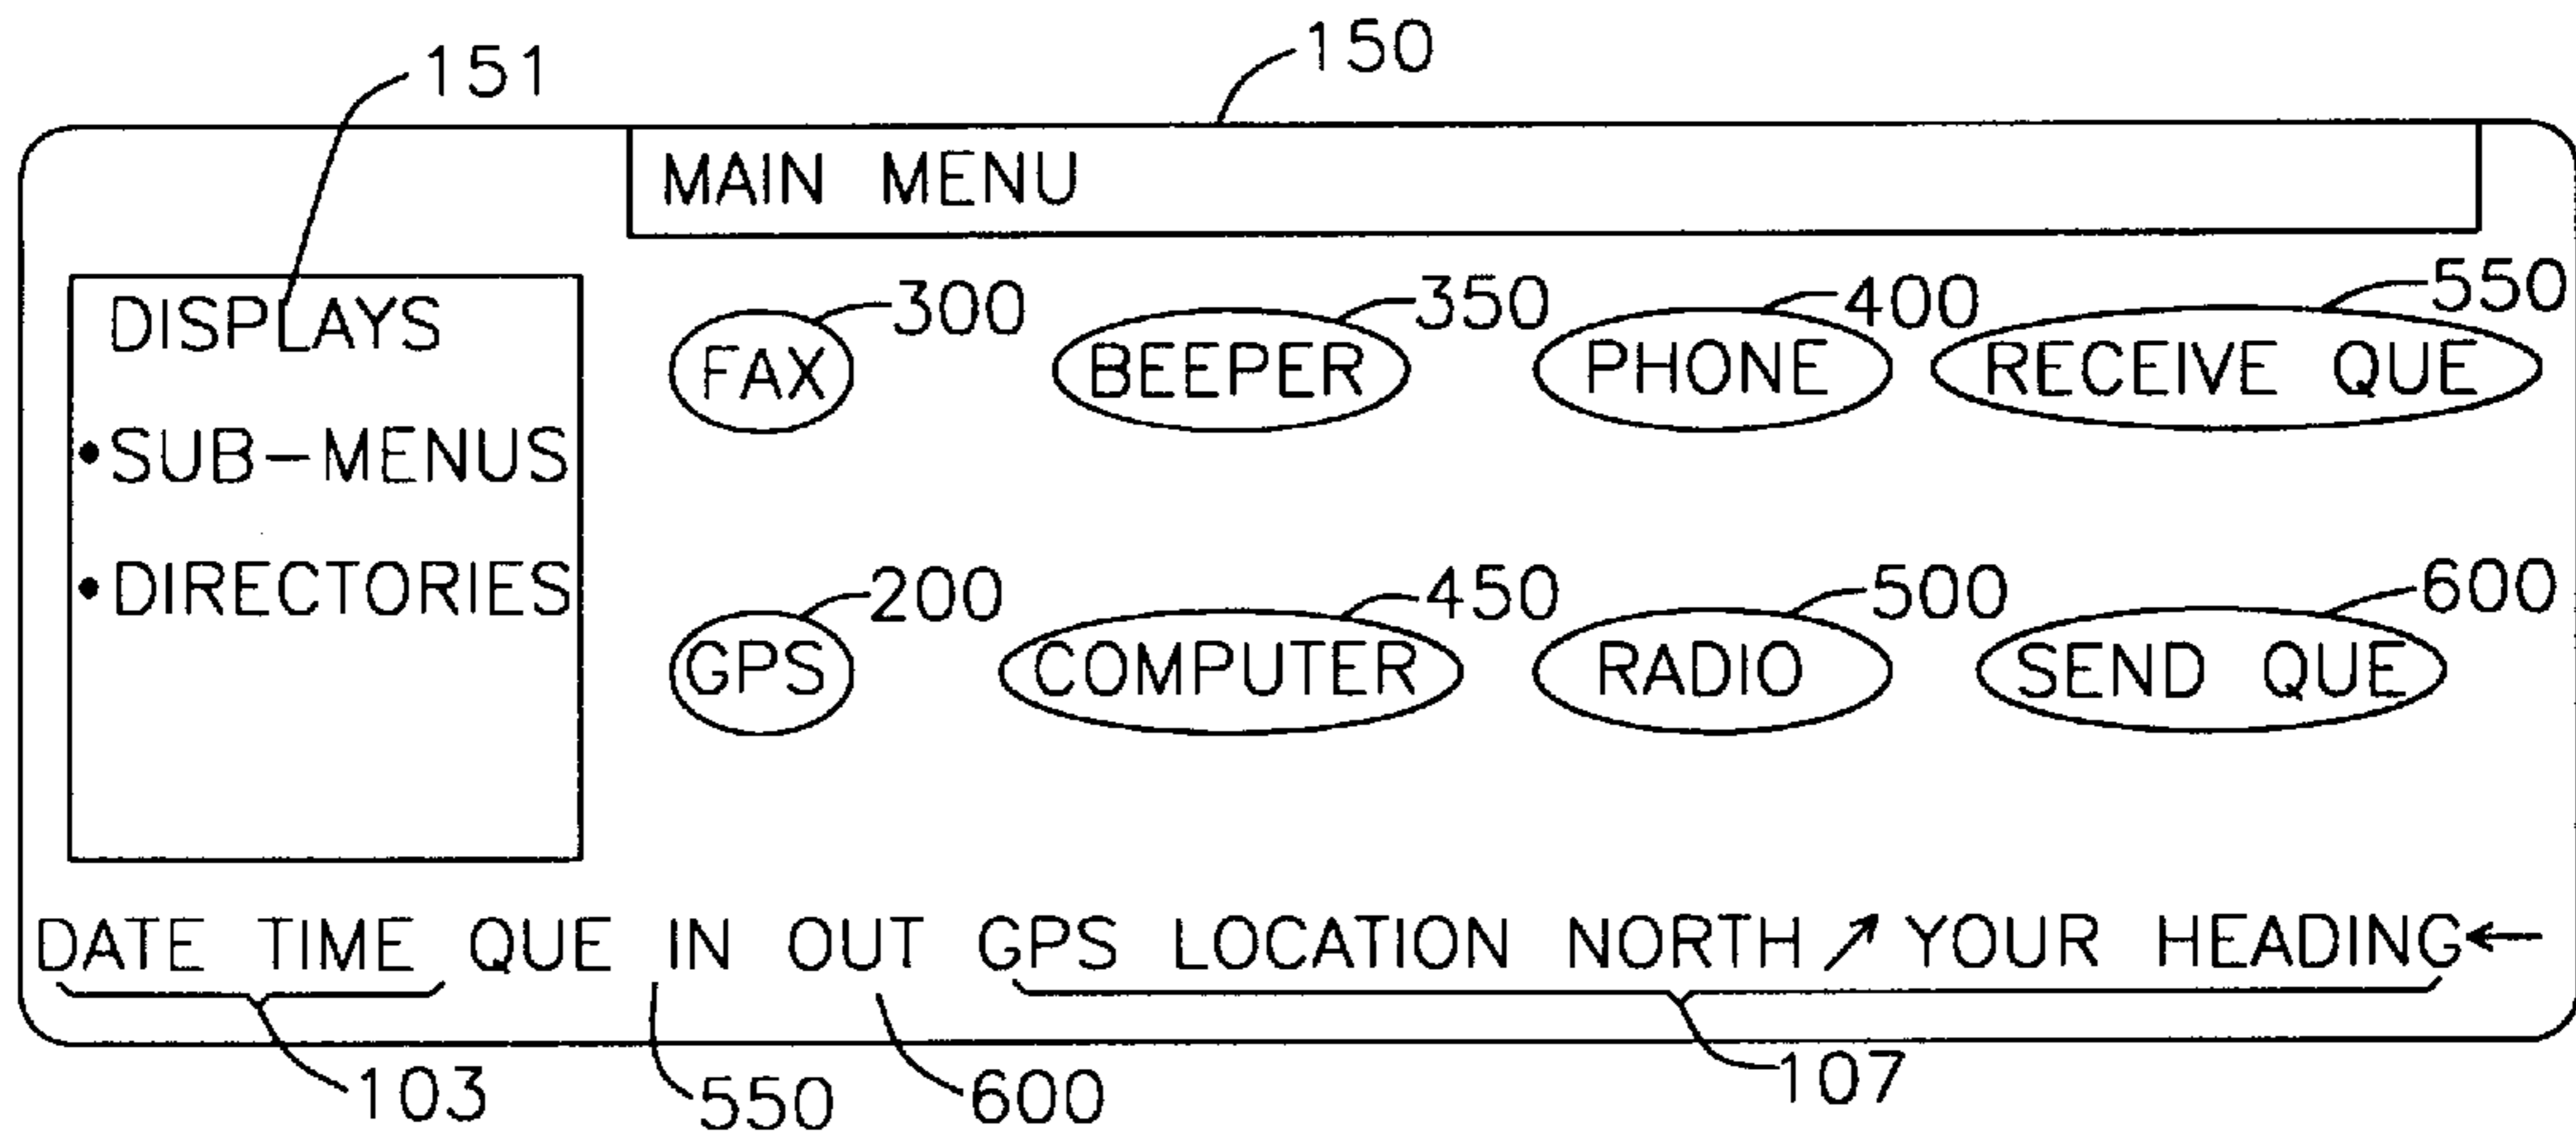 151
150
MAIN MENU
DISPLAYS
•SUB-MENUS
•DIRECTORIES
300 350 400 550
FAX BEEPER PHONE RECEIVE QUE
200 450 500 600
GPS COMPUTER RADIO SEND QUE
DATE TIME QUE IN OUT GPS LOCATION NORTH ↗ YOUR HEADING←
103 550 600 107